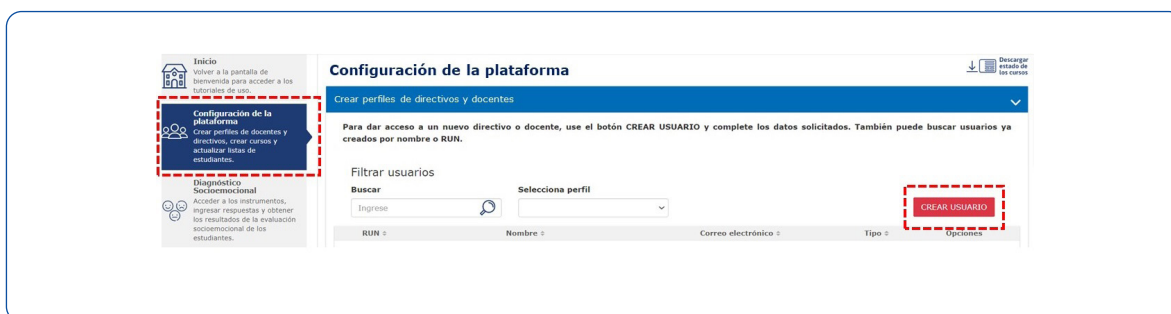 Inicio
Volver a la pantalla de
bienvenida para acceder a los
tutoriales de uso.
Configuración de la
plataforma
Crear perfiles de docentes y
directivos, crear cursos y
actualizar listas de
estudiantes.
Diagnóstico
Socioemocional
Acceder a los instrumentos,
ingresar respuestas y obtener
los resultados de la evaluación
socioemocional de los
estudiantes.
Configuración de la plataforma
Descargar
estado de
los cursos
Crear perfiles de directivos y docentes
Para dar acceso a un nuevo directivo o docente, use el botón CREAR USUARIO y complete los datos solicitados. También puede buscar usuarios ya
creados por nombre o RUN.
Filtrar usuarios
Buscar
Selecciona perfil
Ingrese
CREAR USUARIO
RUN Nombre Correo electrónico Tipo Opciones